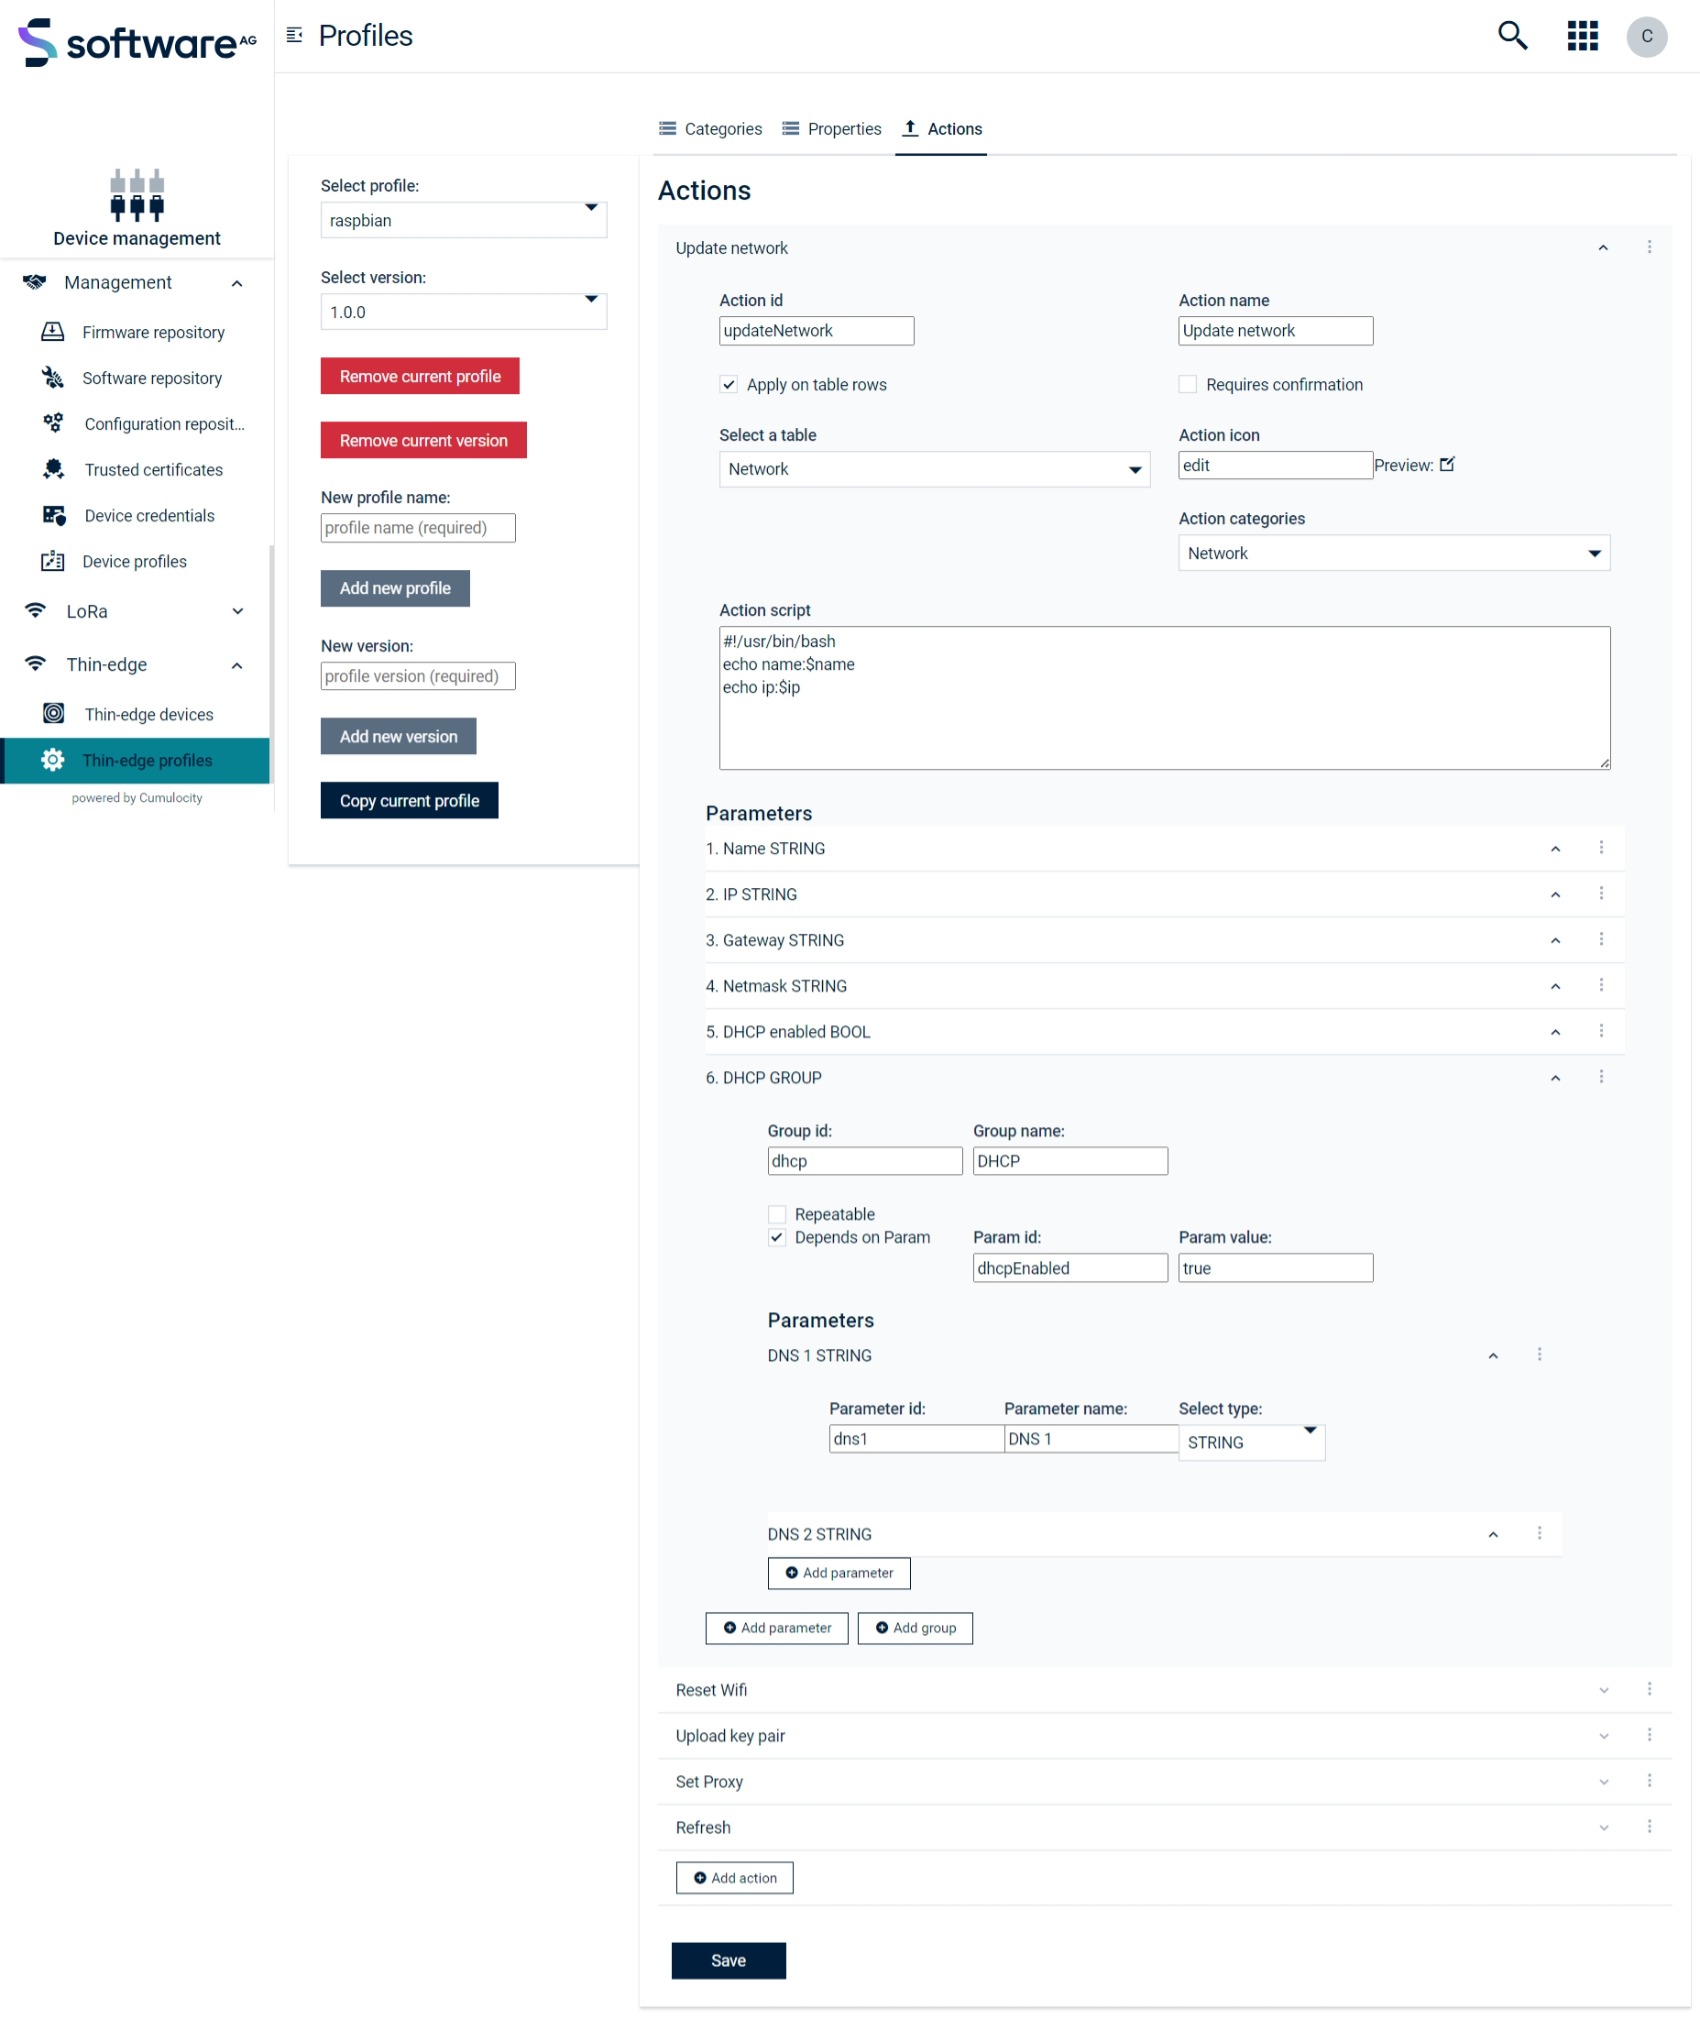 software AG
Profiles
C
Device management
Management
Firmware repository
Software repository
Configuration reposit...
Trusted certificates
Device credentials
Device profiles
LoRa
Thin-edge
Thin-edge devices
Thin-edge profiles
powered by Cumulocity
Select profile:
raspbian
Select version:
1.0.0
Remove current profile
Remove current version
New profile name:
profile name (required)
Add new profile
New version:
profile version (required)
Add new version
Copy current profile
Categories Properties Actions
Actions
Update network
Action id Action name
updateNetwork Update network
Apply on table rows Requires confirmation
Select a table Action icon
Network edit Preview:
Action categories
Network
Action script
#!/usr/bin/bash
echo name:$name
echo ip:$ip
Parameters
1. Name STRING
2. IP STRING
3. Gateway STRING
4. Netmask STRING
5. DHCP enabled BOOL
6. DHCP GROUP
Group id: Group name:
dhcp DHCP
Repeatable
Depends on Param Param id: Param value:
dhcpEnabled true
Parameters
DNS 1 STRING
Parameter id: Parameter name: Select type:
dns1 DNS 1 STRING
DNS 2 STRING
Add parameter
Add parameter Add group
Reset Wifi
Upload key pair
Set Proxy
Refresh
Add action
Save